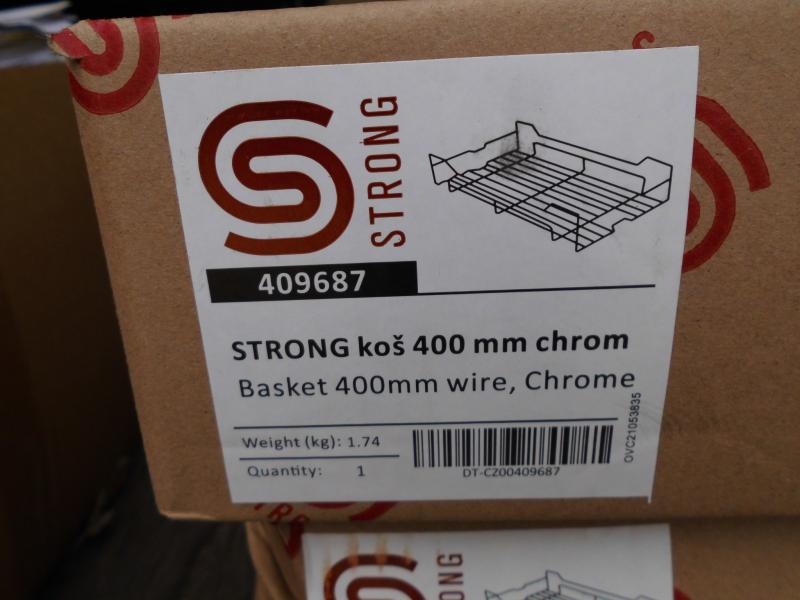 STRONG
409687
STRONG koš 400 mm chrom
Basket 400mm wire, Chrome
Weight (kg): 1.74
Quantity: 1
DT-CZ00409687
OVC21053835